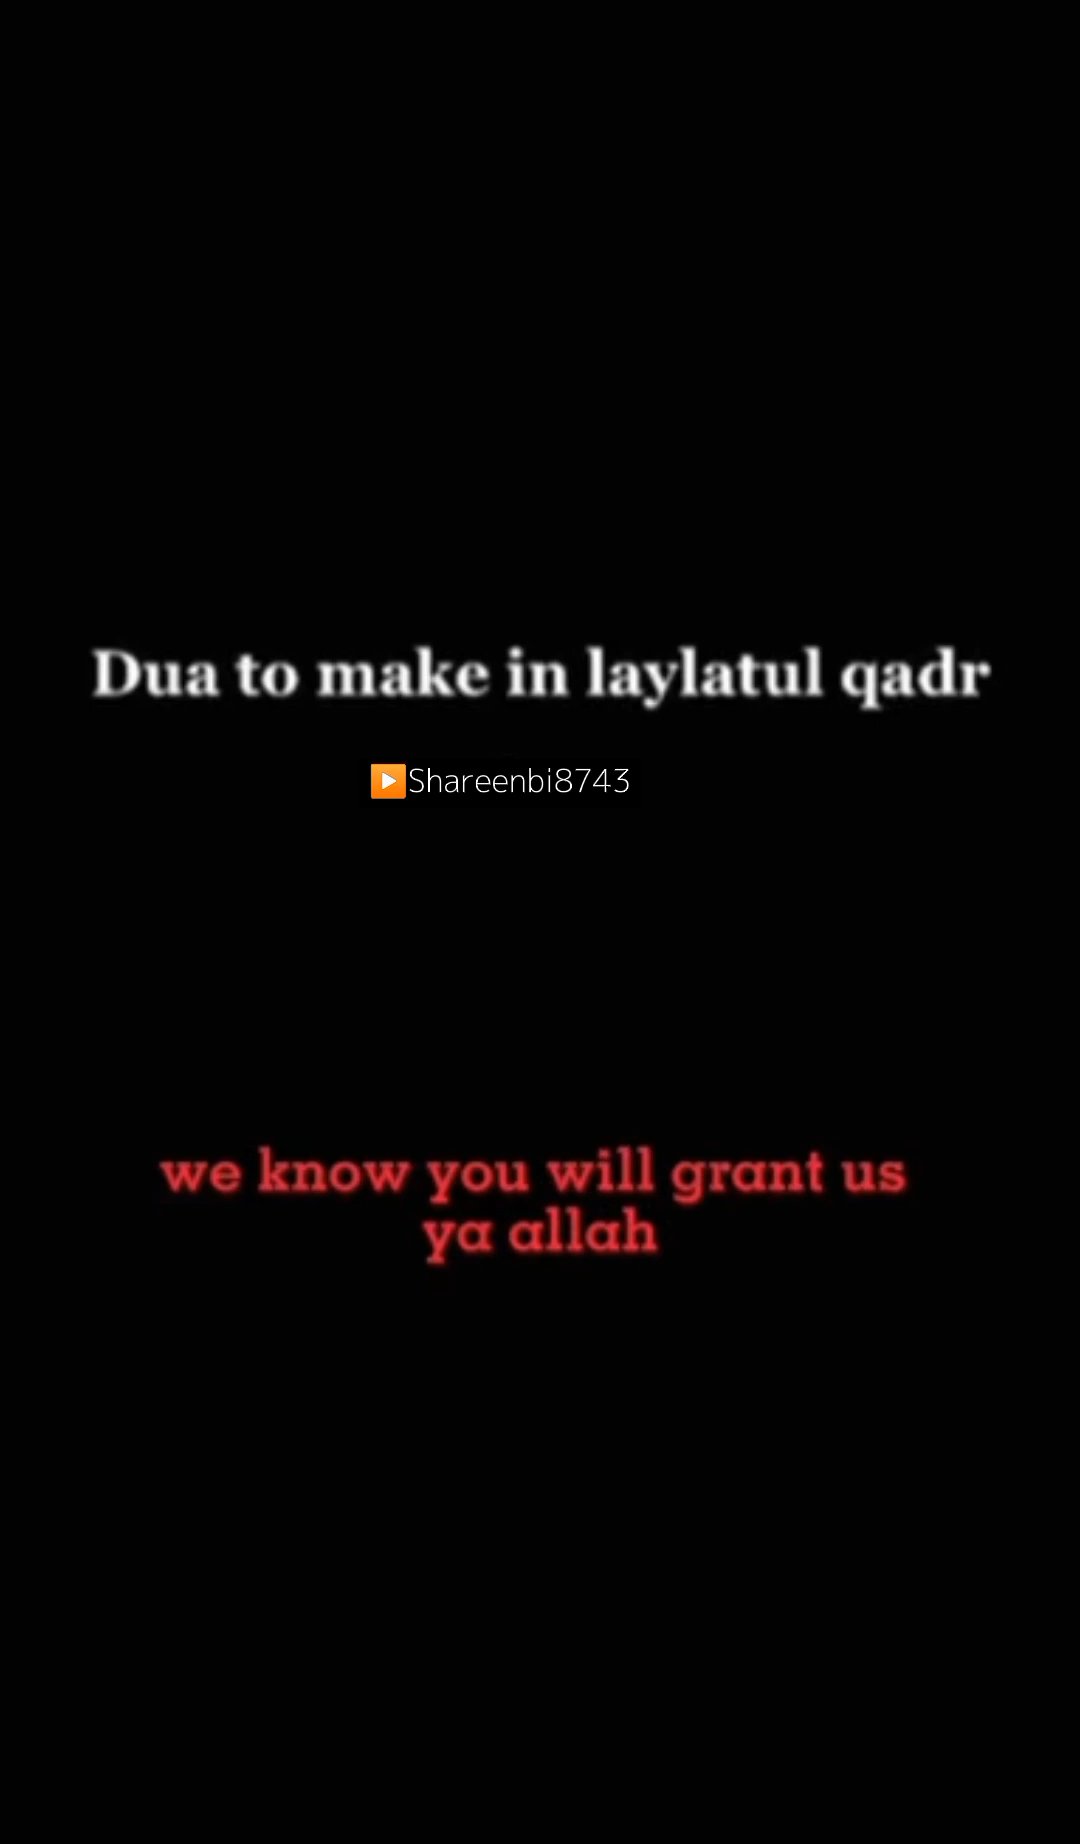 Dua to make in laylatul qadr
▶️Shareenbi8743
we know you will grant us
ya allah